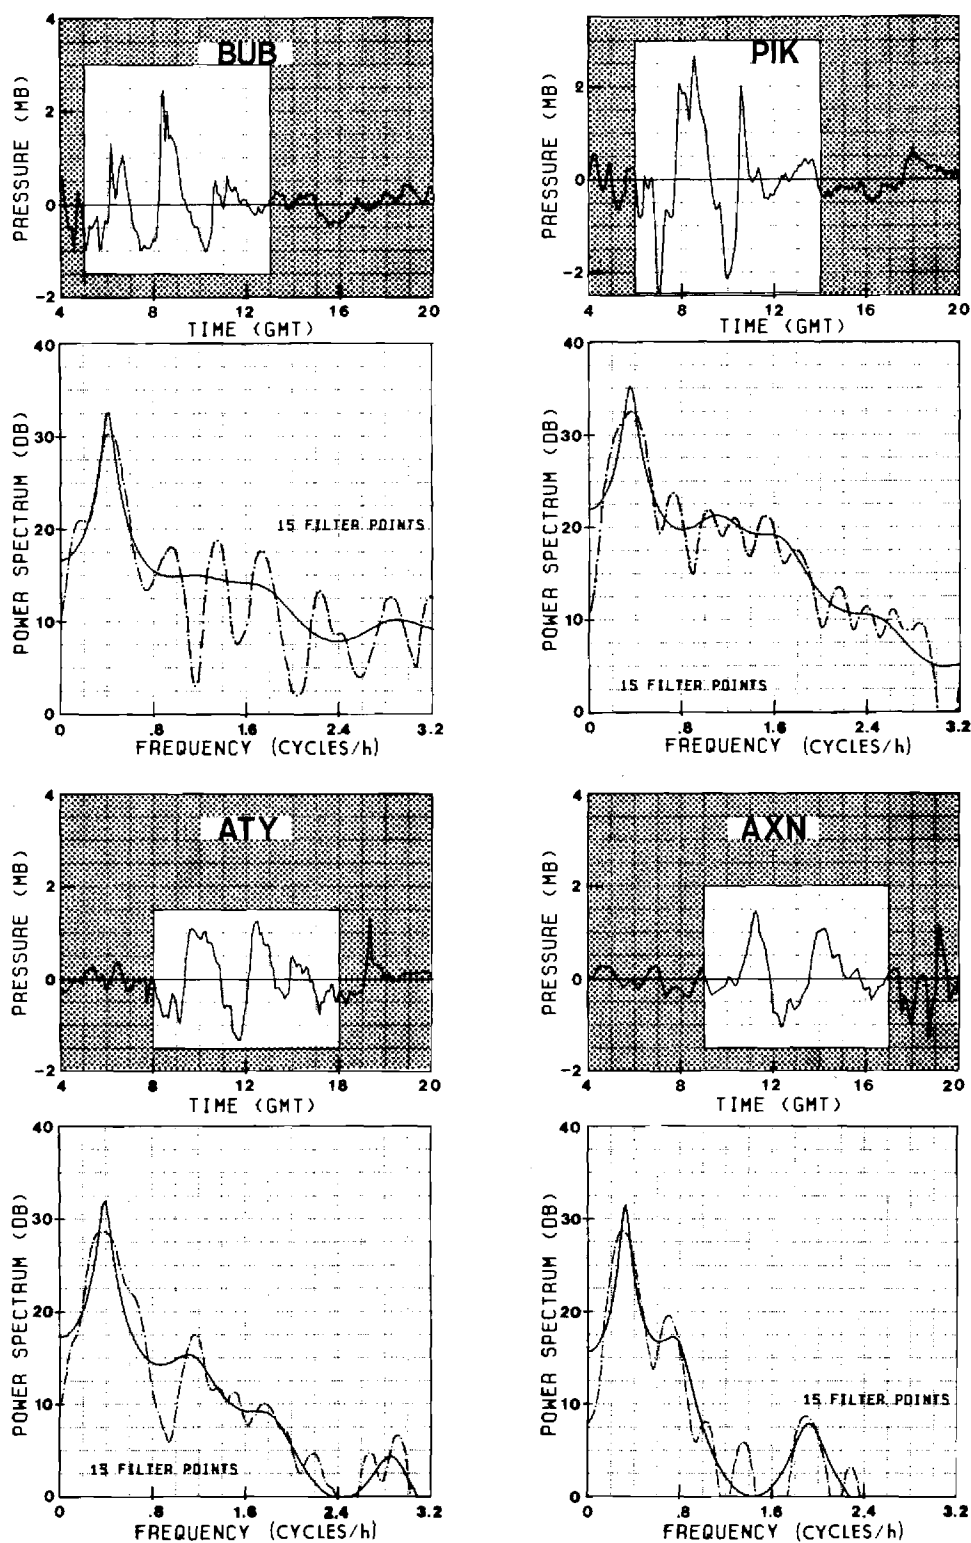 BUB
PRESSURE (MB)
4
2
0
-2
4 8 12 16 20
TIME (GMT)
PIK
PRESSURE (MB)
2
0
-2
4 8 12 16 20
TIME (GMT)
POWER SPECTRUM (DB)
40
30
20
10
0
15 FILTER POINTS
0 .8 1.6 2.4 3.2
FREQUENCY (CYCLES/h)
POWER SPECTRUM (DB)
40
30
20
10
0
15 FILTER POINTS
0 .8 1.6 2.4 3.2
FREQUENCY (CYCLES/h)
ATY
PRESSURE (MB)
4
2
0
-2
4 8 12 16 20
TIME (GMT)
AXN
PRESSURE (MB)
4
2
0
-2
4 8 12 16 20
TIME (GMT)
POWER SPECTRUM (DB)
40
30
20
10
0
15 FILTER POINTS
0 .8 1.6 2.4 3.2
FREQUENCY (CYCLES/h)
POWER SPECTRUM (DB)
40
30
20
10
0
15 FILTER POINTS
0 .8 1.6 2.4 3.2
FREQUENCY (CYCLES/h)